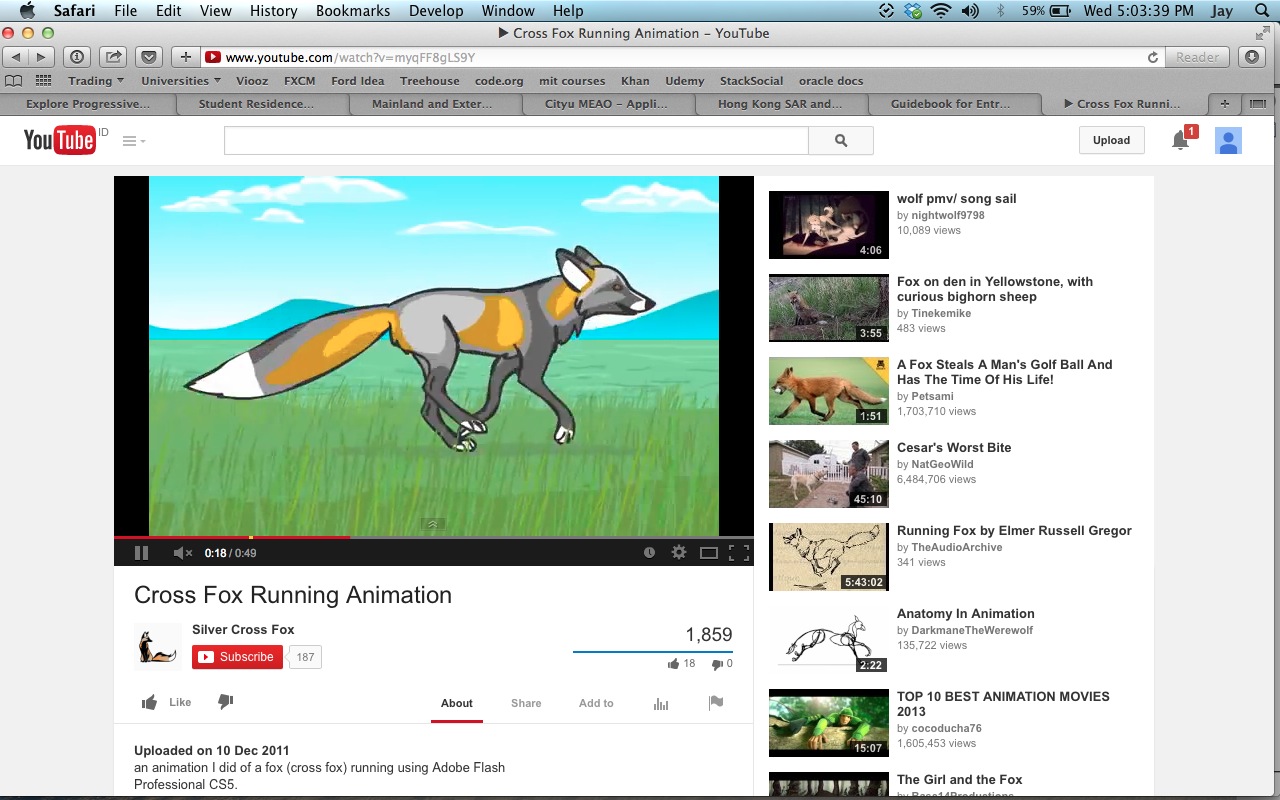 Safari File Edit View History Bookmarks Develop Window Help 59% Wed 5:03:39 PM Jay
Cross Fox Running Animation – YouTube
www.youtube.com/watch?v=myqFF8gLS9Y Reader
Trading Universities Viooz FXCM Ford Idea Treehouse code.org mit courses Khan Udemy StackSocial oracle docs
Explore Progressive... Student Residence... Mainland and Exter... Cityu MEAO – Appli... Hong Kong SAR and... Guidebook for Entr... Cross Fox Runni...
YouTube ID Upload 1
0:18 / 0:49
Cross Fox Running Animation
Silver Cross Fox
Subscribe 187
1,859
18 0
Like About Share Add to
Uploaded on 10 Dec 2011
an animation I did of a fox (cross fox) running using Adobe Flash
Professional CS5.
wolf pmv/ song sail
by nightwolf9798
10,089 views
4:06
Fox on den in Yellowstone, with
curious bighorn sheep
by Tinekemike
483 views
3:55
A Fox Steals A Man's Golf Ball And
Has The Time Of His Life!
by Petsami
1,703,710 views
1:51
Cesar's Worst Bite
by NatGeoWild
6,484,706 views
45:10
Running Fox by Elmer Russell Gregor
by TheAudioArchive
341 views
5:43:02
Anatomy In Animation
by DarkmaneTheWerewolf
135,722 views
2:22
TOP 10 BEST ANIMATION MOVIES
2013
by cocoducha76
1,605,453 views
15:07
The Girl and the Fox
by Base14Productions